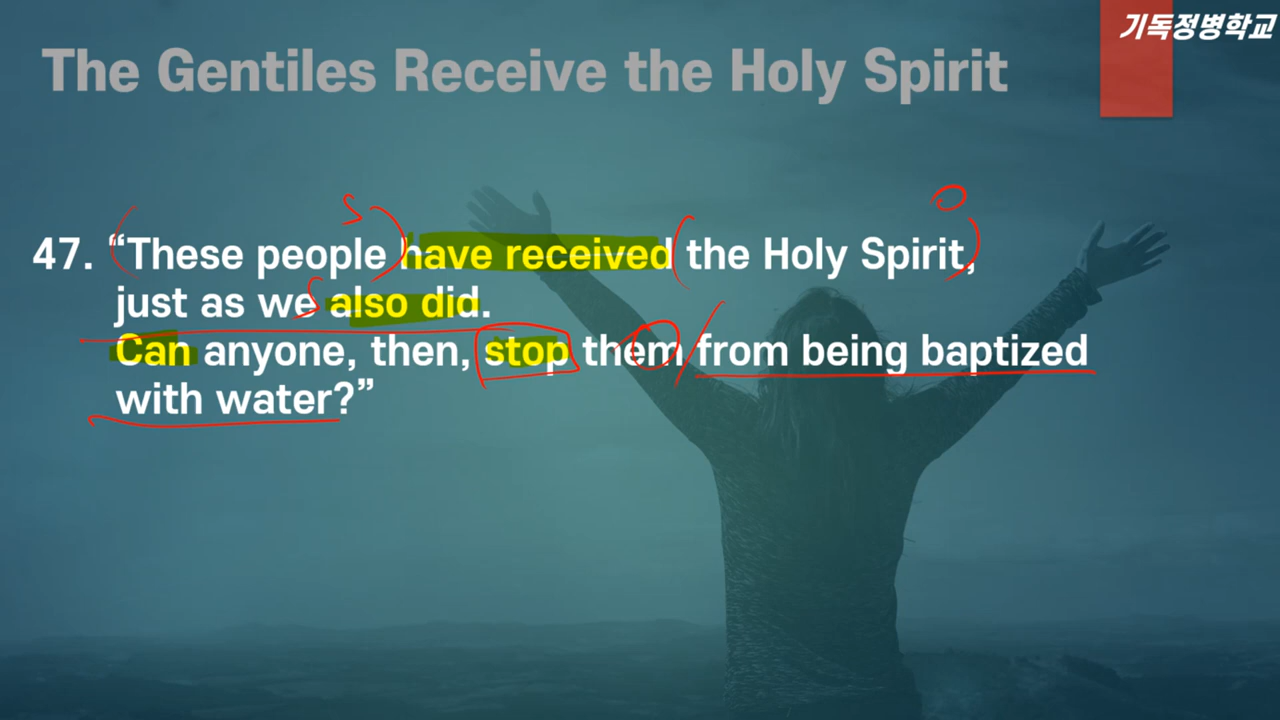 기독정병학교
The Gentiles Receive the Holy Spirit
S
O
47. “These people have received the Holy Spirit,
S
just as we also did.
Can anyone, then, stop them from being baptized
with water?”